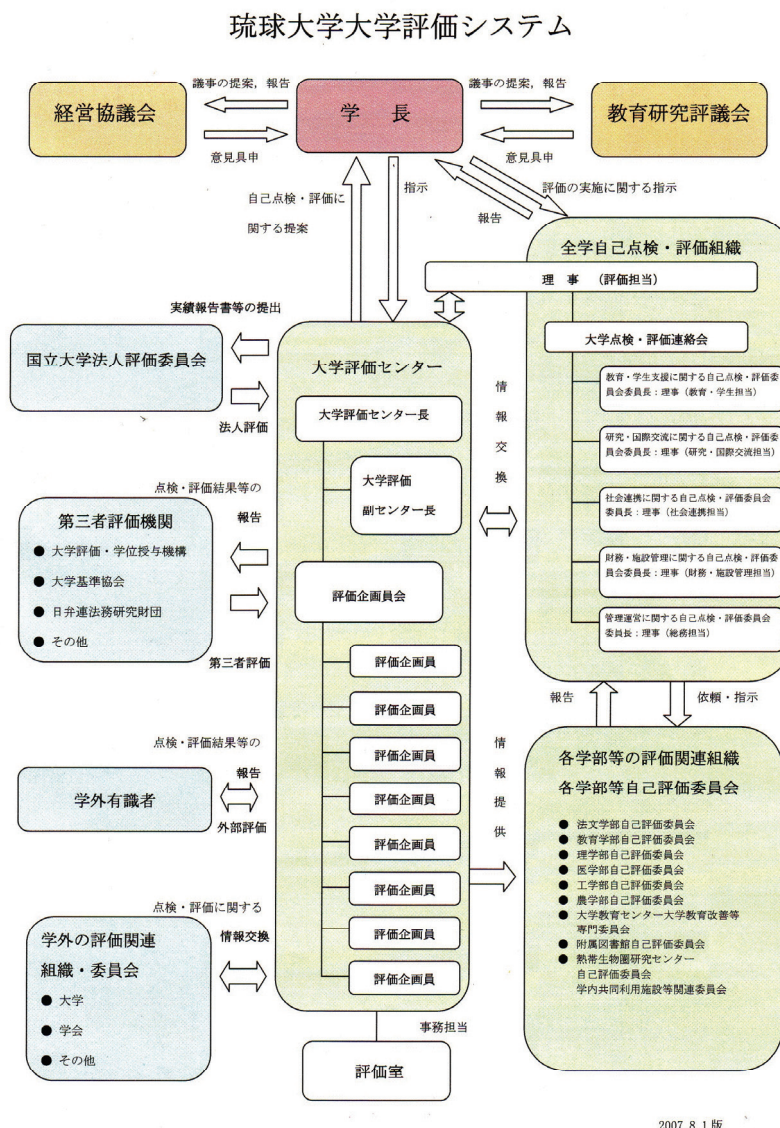 琉球大学大学評価システム
経営協議会
議事の提案，報告
意見具申
学　長
議事の提案，報告
意見具申
教育研究評議会
自己点検・評価に
関する提案
指示
評価の実施に関する指示
報告
全学自己点検・評価組織
理　事　（評価担当）
大学点検・評価連絡会
教育・学生支援に関する自己点検・評価委
員会委員長：理事（教育・学生担当）
研究・国際交流に関する自己点検・評価委
員会委員長：理事（研究・国際交流担当）
社会連携に関する自己点検・評価委員会
委員長：理事（社会連携担当）
財務・施設管理に関する自己点検・評価委
員会委員長：理事（財務・施設管理担当）
管理運営に関する自己点検・評価委員会
委員長：理事（総務担当）
実績報告書等の提出
国立大学法人評価委員会
法人評価
大学評価センター
大学評価センター長
大学評価
副センター長
評価企画員会
評価企画員
評価企画員
評価企画員
評価企画員
評価企画員
評価企画員
評価企画員
評価企画員
情報交換
点検・評価結果等の
報告
第三者評価機関
● 大学評価・学位授与機構
● 大学基準協会
● 日弁連法務研究財団
● その他
第三者評価
点検・評価結果等の
報告
学外有識者
外部評価
点検・評価に関する
情報交換
学外の評価関連
組織・委員会
● 大学
● 学会
● その他
情報提供
報告
依頼・指示
各学部等の評価関連組織
各学部等自己評価委員会
● 法文学部自己評価委員会
● 教育学部自己評価委員会
● 理学部自己評価委員会
● 医学部自己評価委員会
● 工学部自己評価委員会
● 農学部自己評価委員会
● 大学教育センター大学教育改善等
専門委員会
● 附属図書館自己評価委員会
● 熱帯生物圏研究センター
自己評価委員会
学内共同利用施設等関連委員会
事務担当
評価室
2007.8.1版